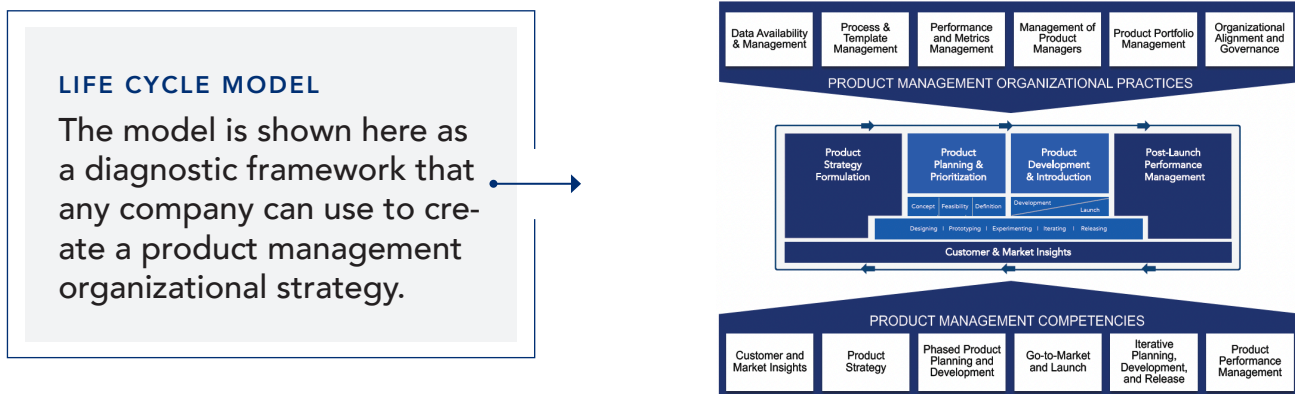 LIFE CYCLE MODEL
The model is shown here as
a diagnostic framework that
any company can use to cre-
ate a product management
organizational strategy.
Data Availability
& Management
Process &
Template
Management
Performance
and Metrics
Management
Management of
Product
Managers
Product Portfolio
Management
Organizational
Alignment and
Governance
PRODUCT MANAGEMENT ORGANIZATIONAL PRACTICES
Product
Strategy
Formulation
Product
Planning &
Prioritization
Product
Development
& Introduction
Post-Launch
Performance
Management
Concept
Feasibility
Definition
Development
Launch
Designing | Prototyping | Experimenting | Iterating | Releasing
Customer & Market Insights
PRODUCT MANAGEMENT COMPETENCIES
Customer and
Market Insights
Product
Strategy
Phased Product
Planning and
Development
Go-to-Market
and Launch
Iterative
Planning,
Development,
and Release
Product
Performance
Management